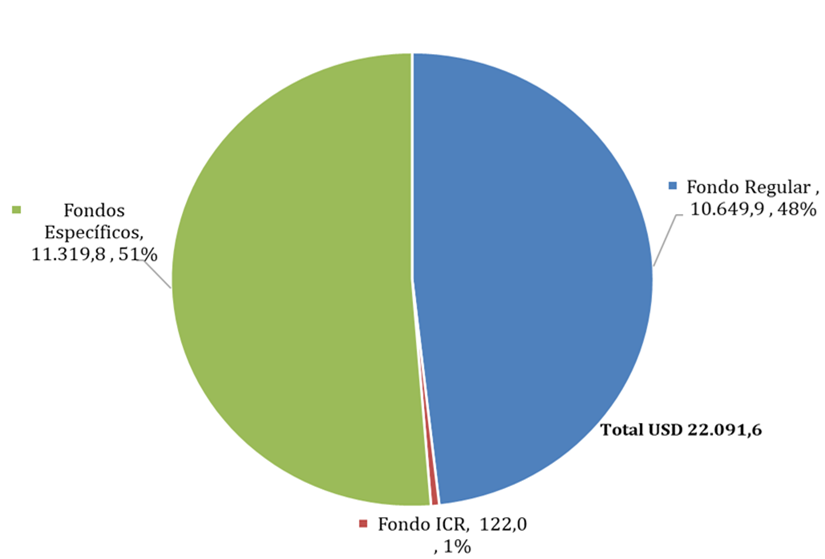 Fondo Regular ,
10.649,9 , 48%
Fondos
Específicos,
11.319,8 , 51%
Total USD 22.091,6
Fondo ICR,  122,0
, 1%